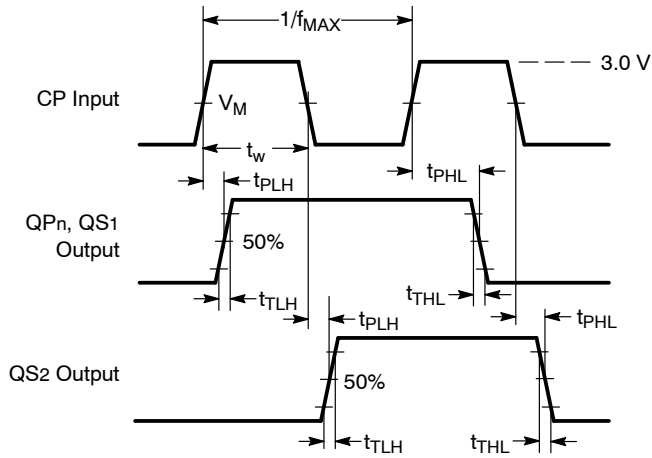 1/fMAX
3.0 V
CP Input
VM
tw
tPLH
tPHL
QPn, QS1
Output
50%
tTLH
tTHL
tPLH
tPHL
QS2 Output
50%
tTLH
tTHL